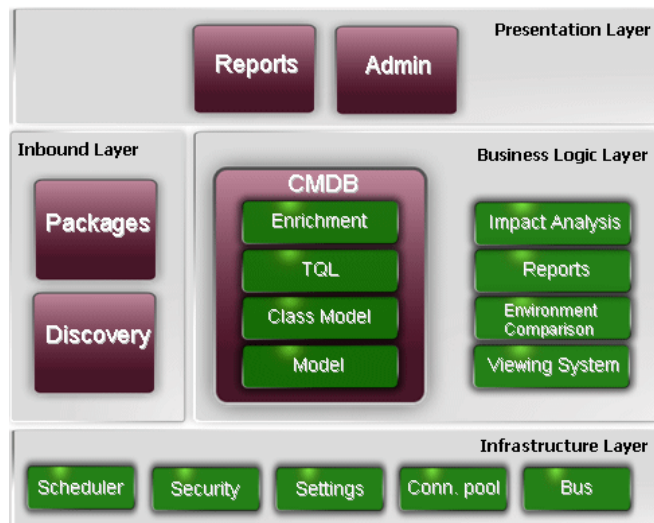 Presentation Layer
Reports
Admin
Inbound Layer
Packages
Discovery
Business Logic Layer
CMDB
Enrichment
TQL
Class Model
Model
Impact Analysis
Reports
Environment
Comparison
Viewing System
Infrastructure Layer
Scheduler
Security
Settings
Conn. pool
Bus